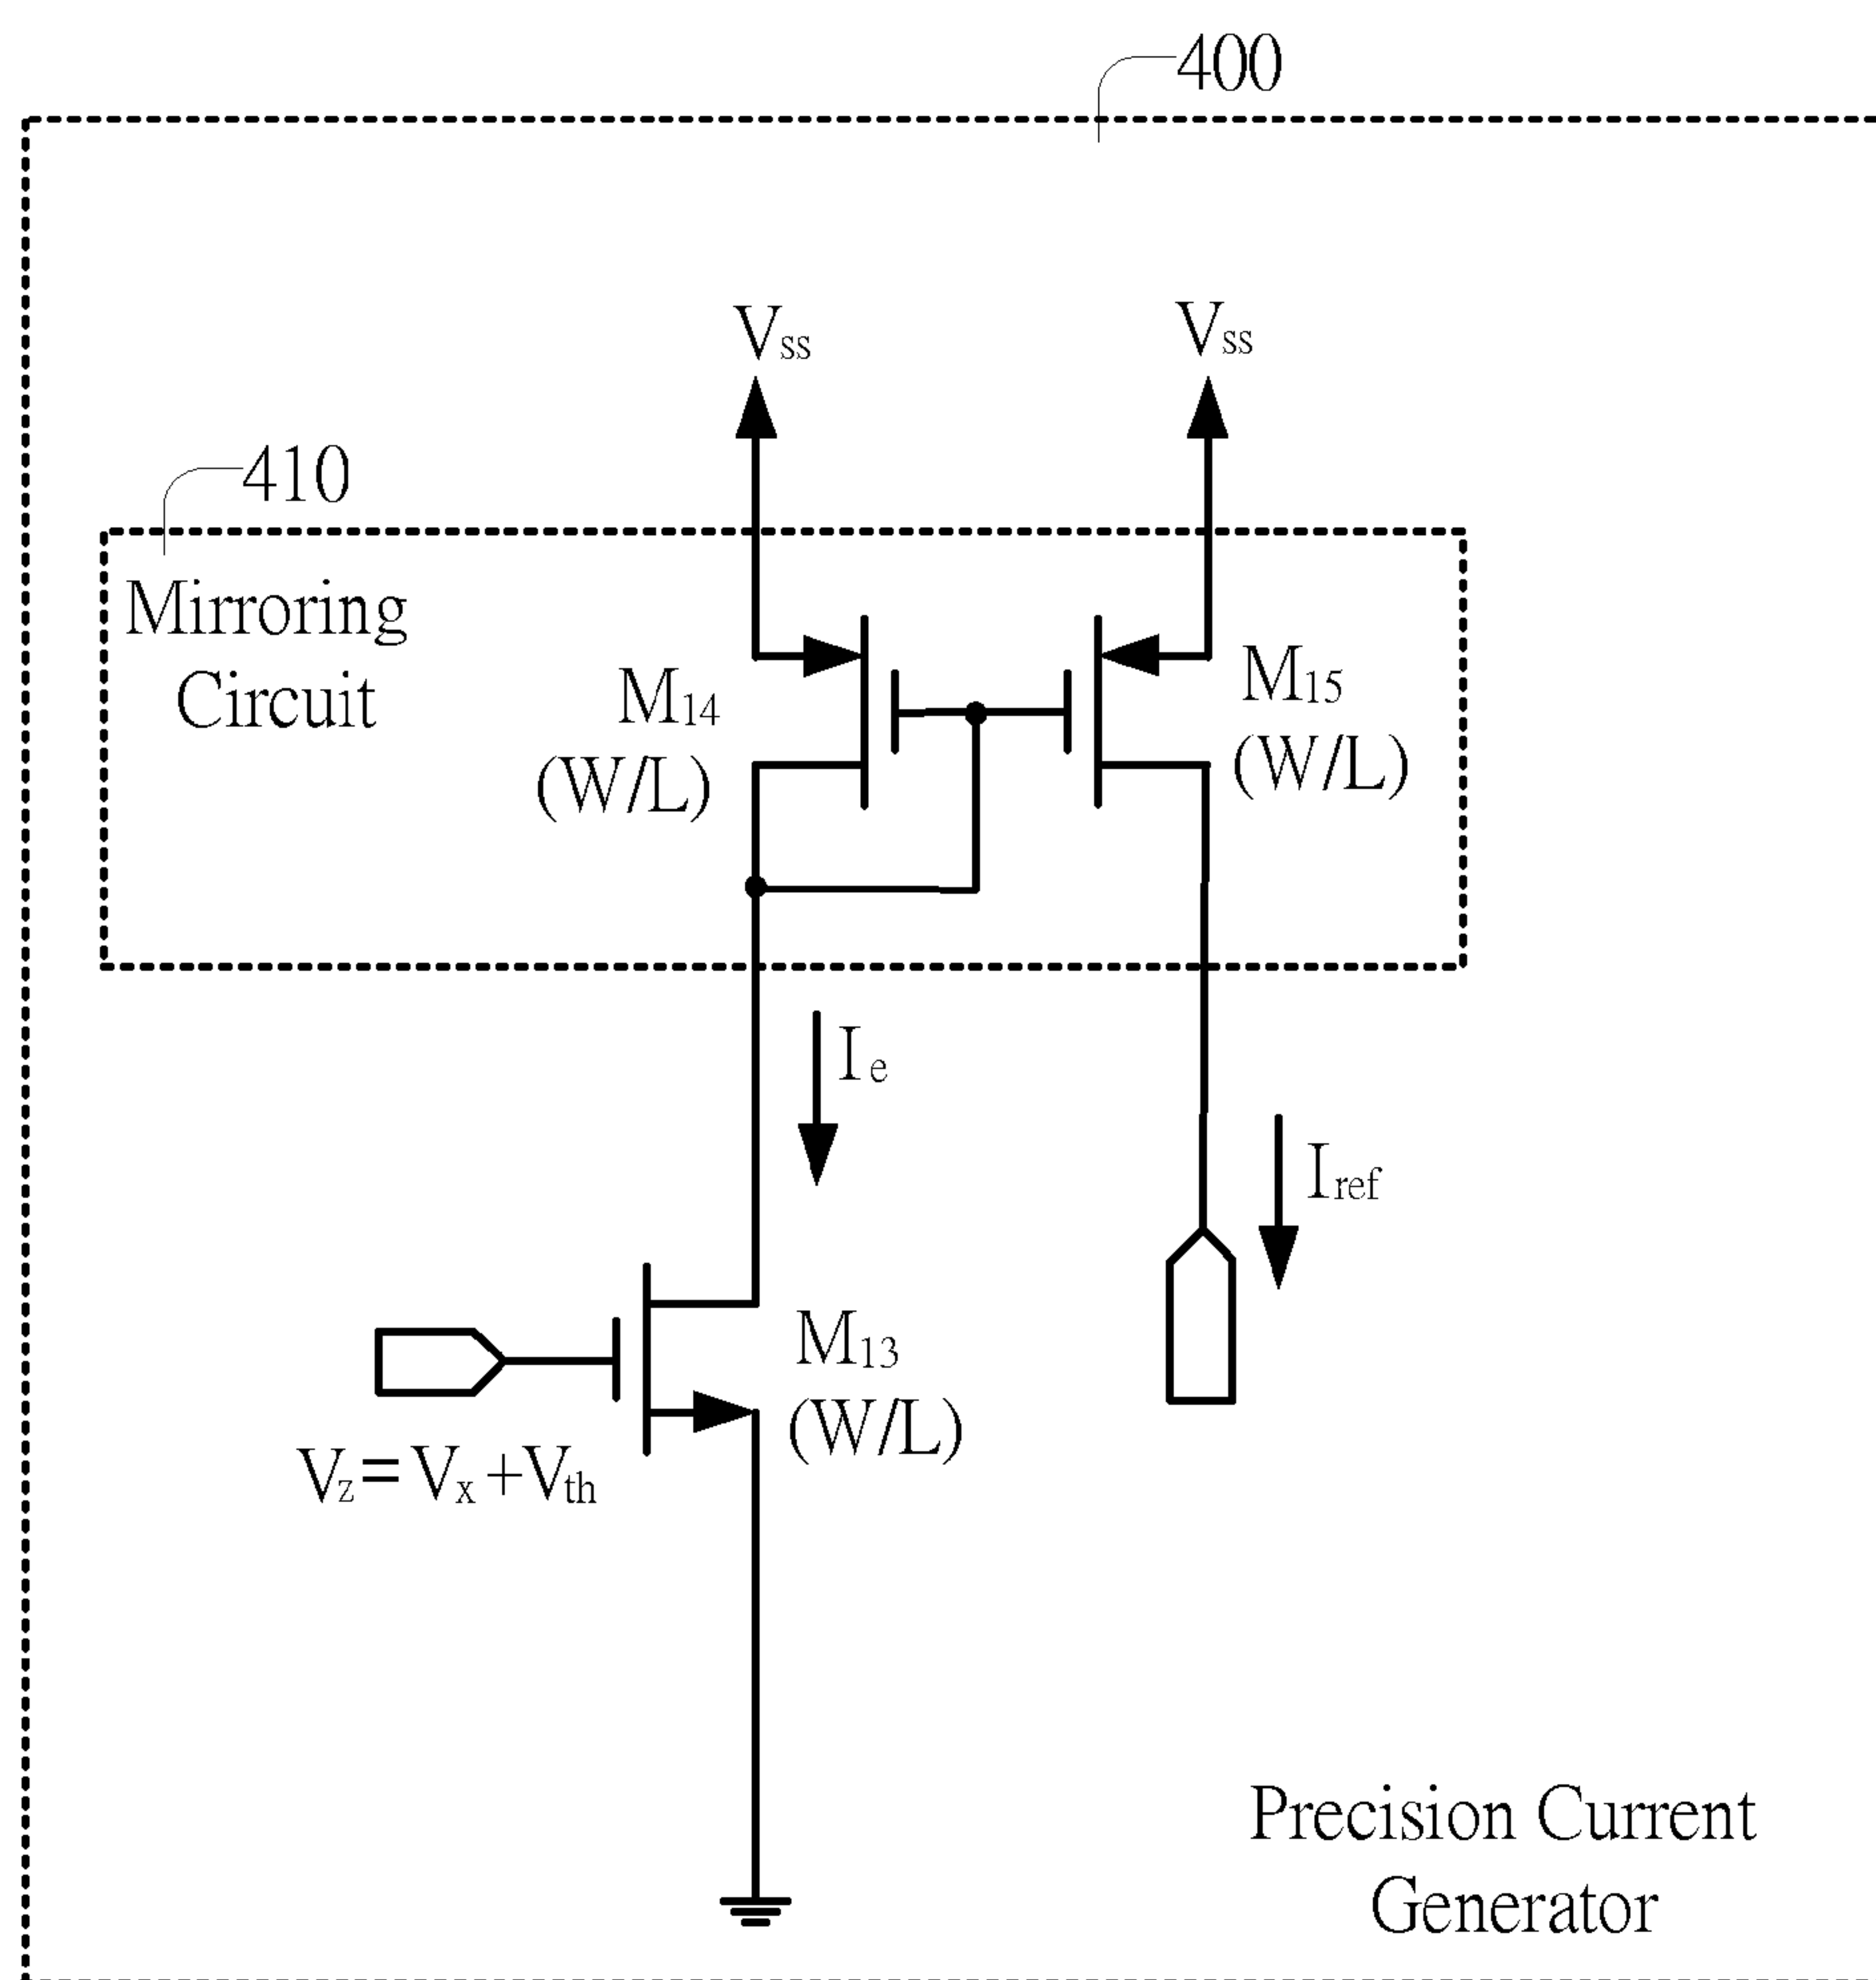 400
Vss
Vss
410
Mirroring
Circuit
M14
(W/L)
M15
(W/L)
Ie
Iref
M13
(W/L)
Vz=Vx+Vth
Precision Current
Generator